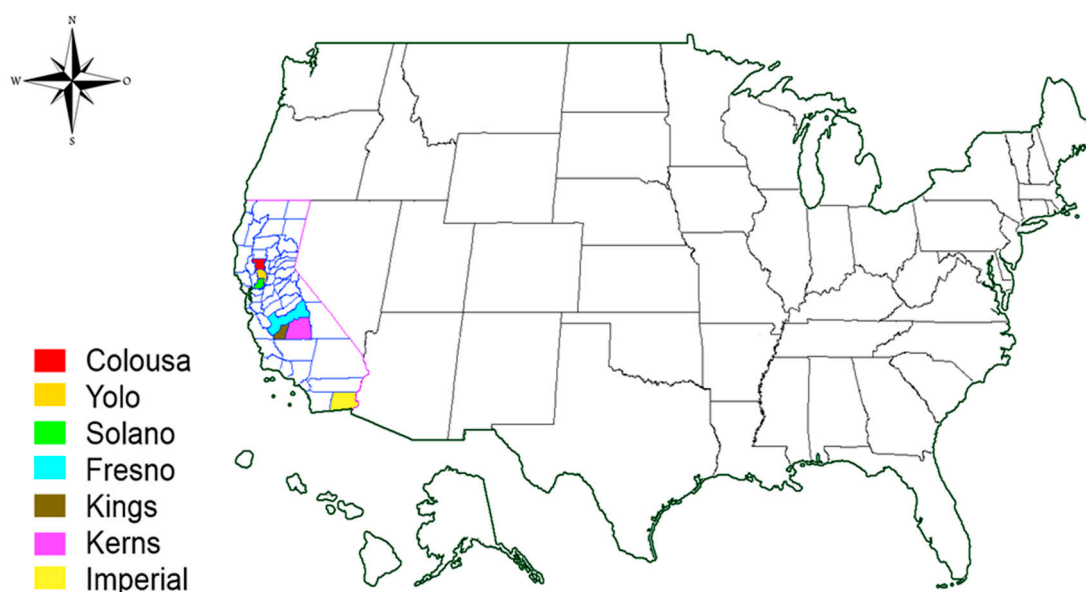 N
W O
S
Colousa
Yolo
Solano
Fresno
Kings
Kerns
Imperial